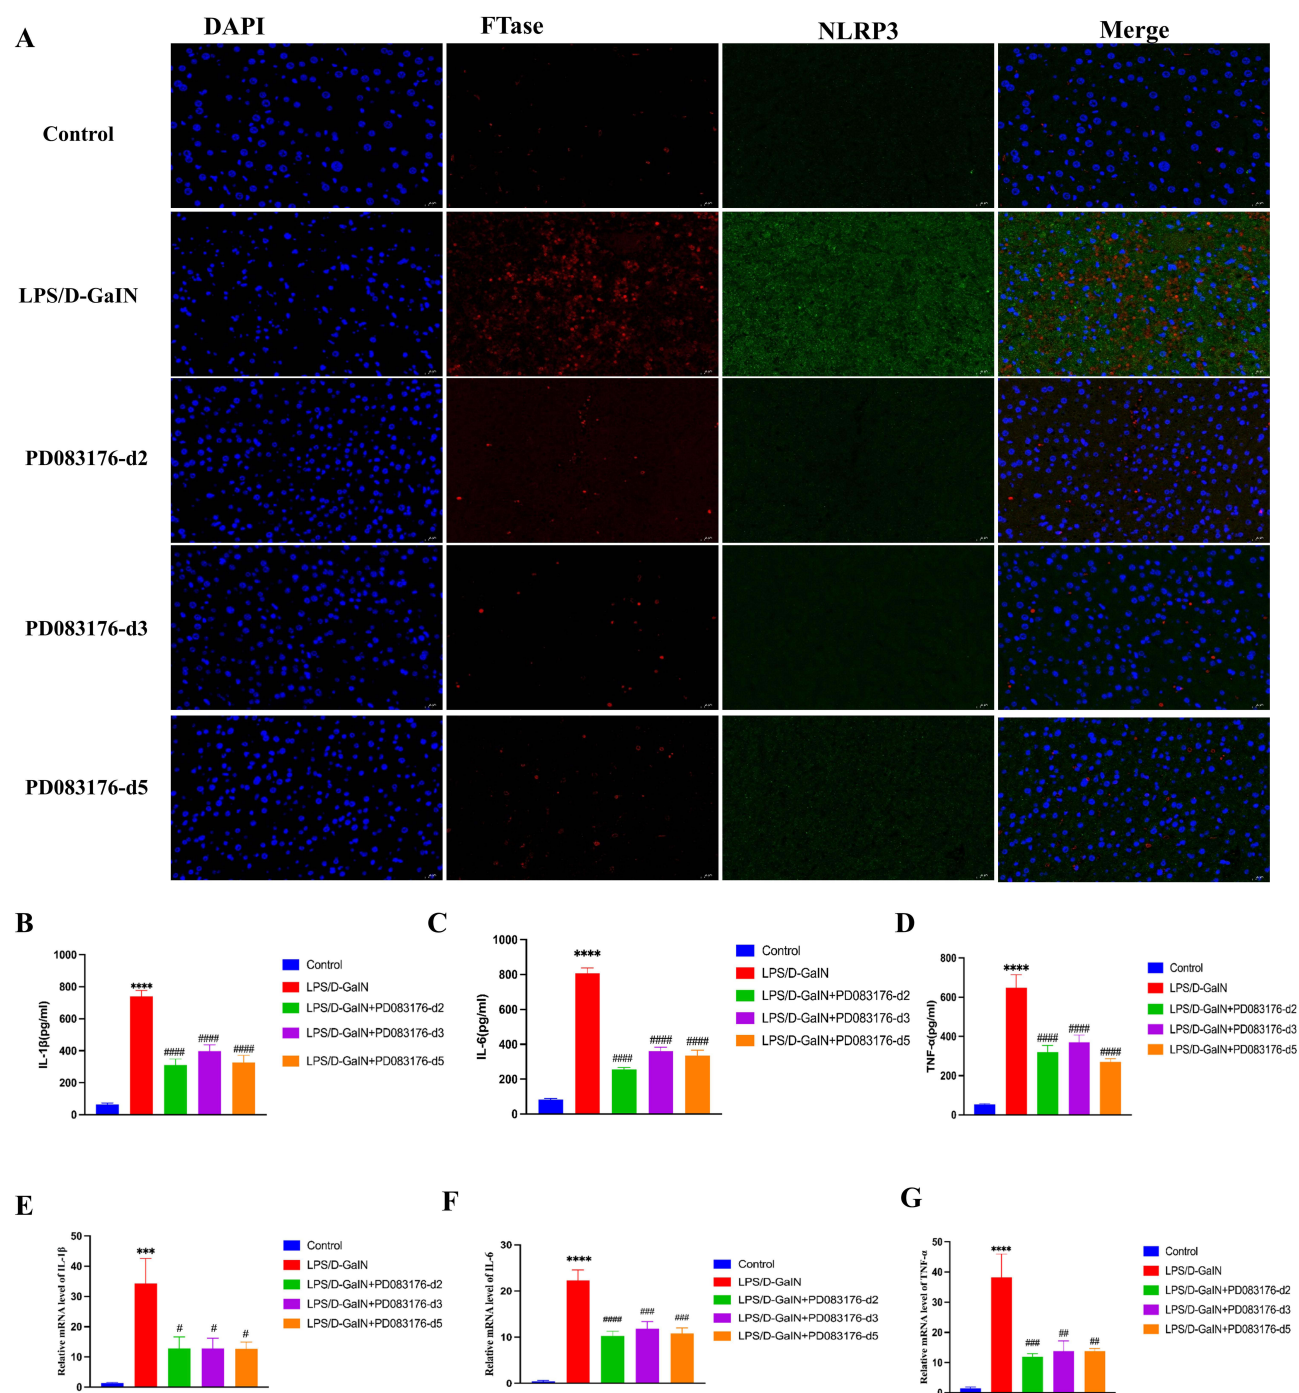 A
DAPI
FTase
NLRP3
Merge
Control
LPS/D-GaIN
PD083176-d2
PD083176-d3
PD083176-d5
B
IL-1β(pg/ml)
1000
800
600
400
200
0
****
####
####
####
Control
LPS/D-GaIN
LPS/D-GaIN+PD083176-d2
LPS/D-GaIN+PD083176-d3
LPS/D-GaIN+PD083176-d5
C
IL-6(pg/ml)
1000
800
600
400
200
0
****
####
####
####
Control
LPS/D-GaIN
LPS/D-GaIN+PD083176-d2
LPS/D-GaIN+PD083176-d3
LPS/D-GaIN+PD083176-d5
D
TNF-α(pg/ml)
800
600
400
200
0
****
####
####
####
Control
LPS/D-GaIN
LPS/D-GaIN+PD083176-d2
LPS/D-GaIN+PD083176-d3
LPS/D-GaIN+PD083176-d5
E
Relative mRNA level of IL-1β
50
40
30
20
10
0
***
#
#
#
Control
LPS/D-GaIN
LPS/D-GaIN+PD083176-d2
LPS/D-GaIN+PD083176-d3
LPS/D-GaIN+PD083176-d5
F
Relative mRNA level of IL-6
30
20
10
0
****
####
###
###
Control
LPS/D-GaIN
LPS/D-GaIN+PD083176-d2
LPS/D-GaIN+PD083176-d3
LPS/D-GaIN+PD083176-d5
G
Relative mRNA level of TNF-α
50
40
30
20
10
0
****
###
##
##
Control
LPS/D-GaIN
LPS/D-GaIN+PD083176-d2
LPS/D-GaIN+PD083176-d3
LPS/D-GaIN+PD083176-d5